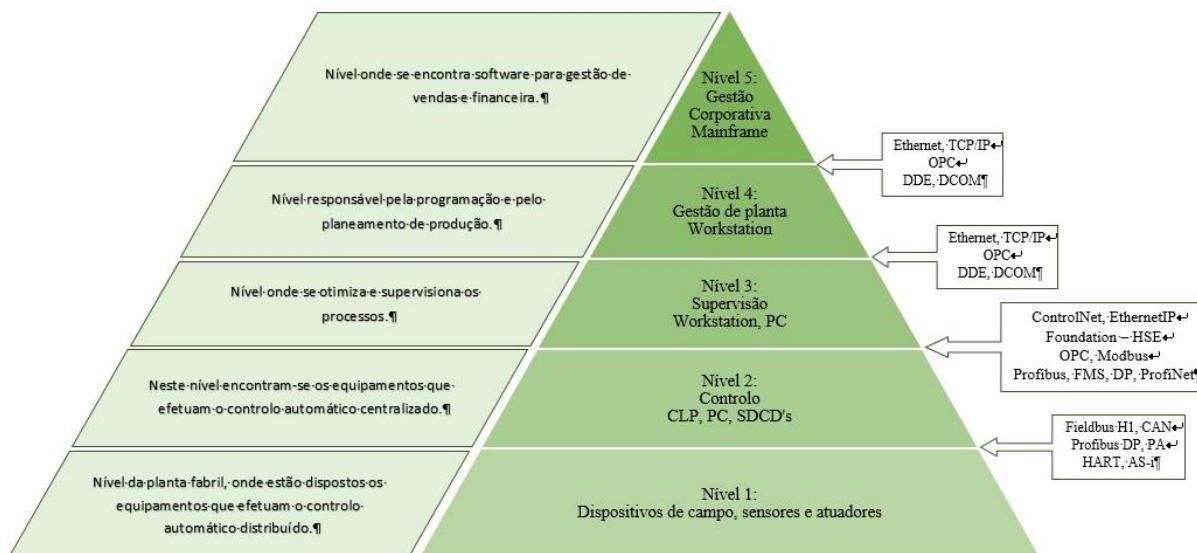 Nível·onde·se·encontra·software·para·gestão·de·
vendas·e·financeira.¶
Nível 5:
Gestão
Corporativa
Mainframe
Ethernet,·TCP/IP↵
OPC↵
DDE,·DCOM¶
Nível·responsável·pela·programação·e·pelo·
planeamento·de·produção.¶
Nível 4:
Gestão de planta
Workstation
Ethernet,·TCP/IP↵
OPC↵
DDE,·DCOM¶
Nível·onde·se·otimiza·e·supervisiona·os·
processos.¶
Nível 3:
Supervisão
Workstation, PC
ControlNet,·EthernetIP↵
Foundation·–·HSE↵
OPC,·Modbus↵
Profibus,·FMS,·DP,·ProfiNet¶
Neste·nível·encontram-se·os·equipamentos·que·
efetuam·o·controlo·automático·centralizado.¶
Nível 2:
Controlo
CLP, PC, SDCD's
Fieldbus·H1,·CAN↵
Profibus·DP,·PA↵
HART,·AS-i¶
Nível·da·planta·fabril,·onde·estão·dispostos·os·
equipamentos·que·efetuam·o·controlo·
automático·distribuído.¶
Nível 1:
Dispositivos de campo, sensores e atuadores